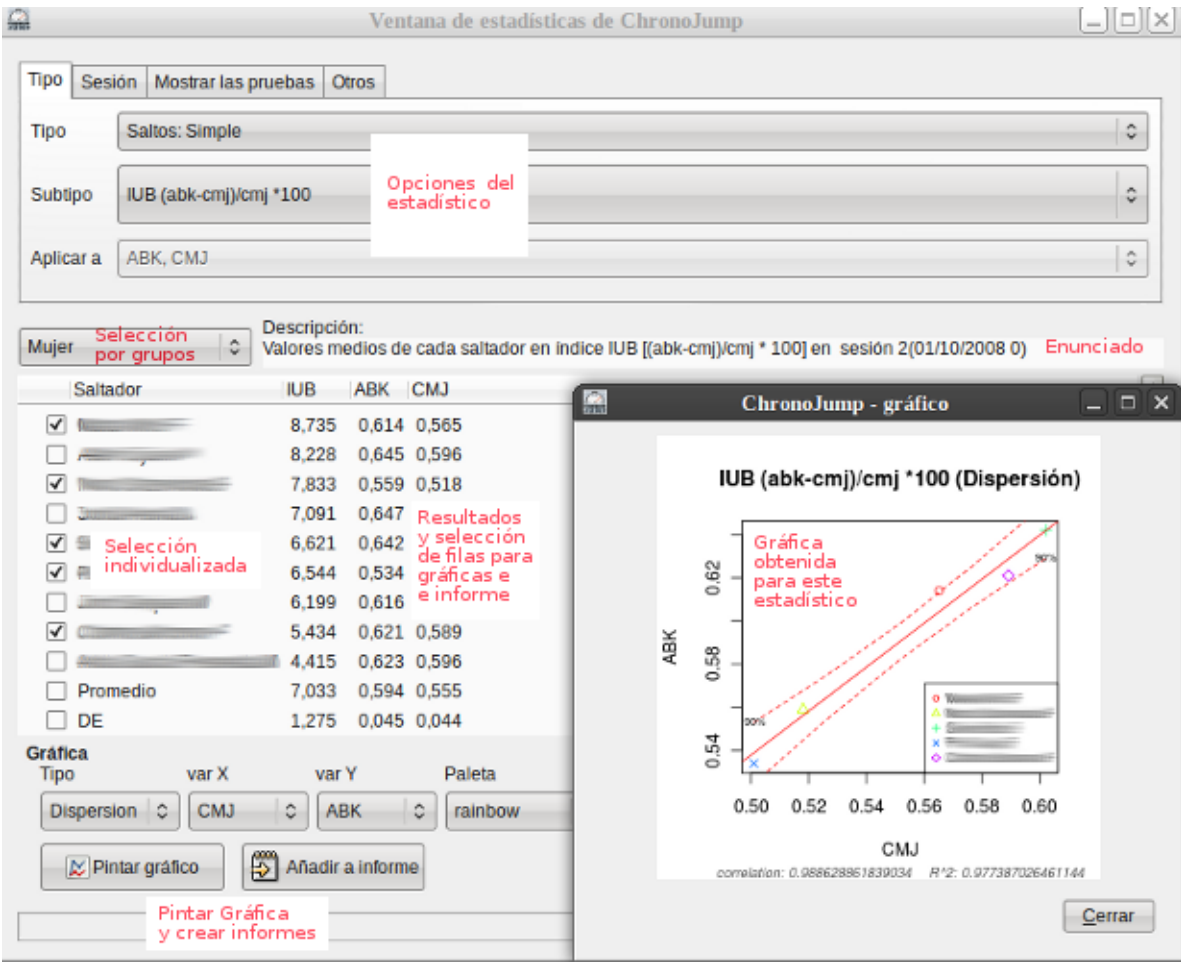 Ventana de estadísticas de ChronoJump
Tipo Sesión Mostrar las pruebas Otros
Tipo Saltos: Simple
Subtipo IUB (abk-cmj))/cmj *100
Opciones del
estadístico
Aplicar a ABK, CMJ
Mujer
Selección
por grupos
Descripción:
Valores medios de cada saltador en índice IUB [(abk-cmj)/cmj * 100] en sesión 2(01/10/2008 0)
Enunciado
Saltador IUB ABK CMJ
8,735 0,614 0,565
8,228 0,645 0,596
7,833 0,559 0,518
7,091 0,647
6,621 0,642
6,544 0,534
6,199 0,616
5,434 0,621 0,589
4,415 0,623 0,596
Promedio 7,033 0,594 0,555
DE 1,275 0,045 0,044
Selección
individualizada
Resultados
y selección
de filas para
gráficas e
e informe
Gráfica
Tipo var X var Y Paleta
Dispersion CMJ ABK rainbow
Pintar gráfico Añadir a informe
Pintar Gráfica
y crear informes
ChronoJump - gráfico
IUB (abk-cmj))/cmj *100 (Dispersión)
Gráfica
obtenida
para este
estadístico
90%
90%
ABK
0.62
0.58
0.54
0.50 0.52 0.54 0.56 0.58 0.60
CMJ
correlation: 0.988628861839034 R^2: 0.977387026461144
Cerrar